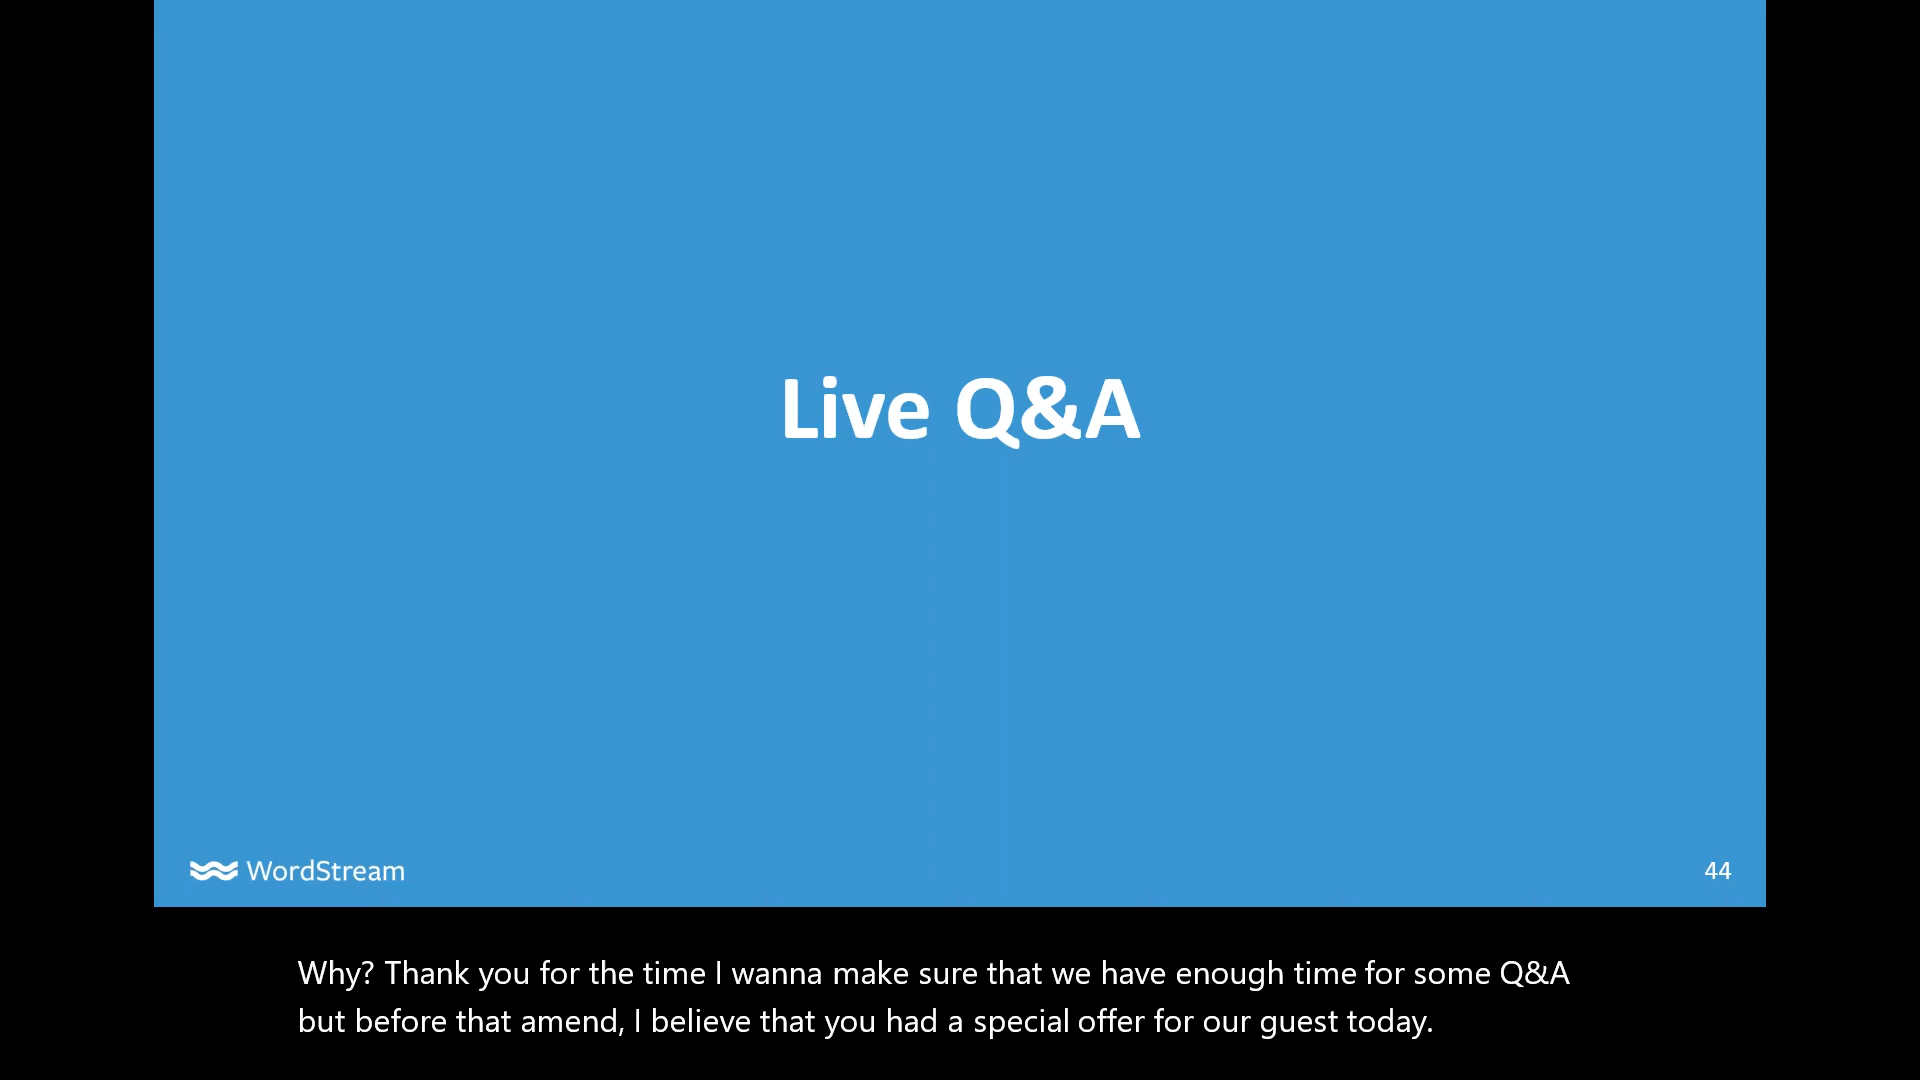 Live Q&A
WordStream
44
Why? Thank you for the time I wanna make sure that we have enough time for some Q&A
but before that amend, I believe that you had a special offer for our guest today.